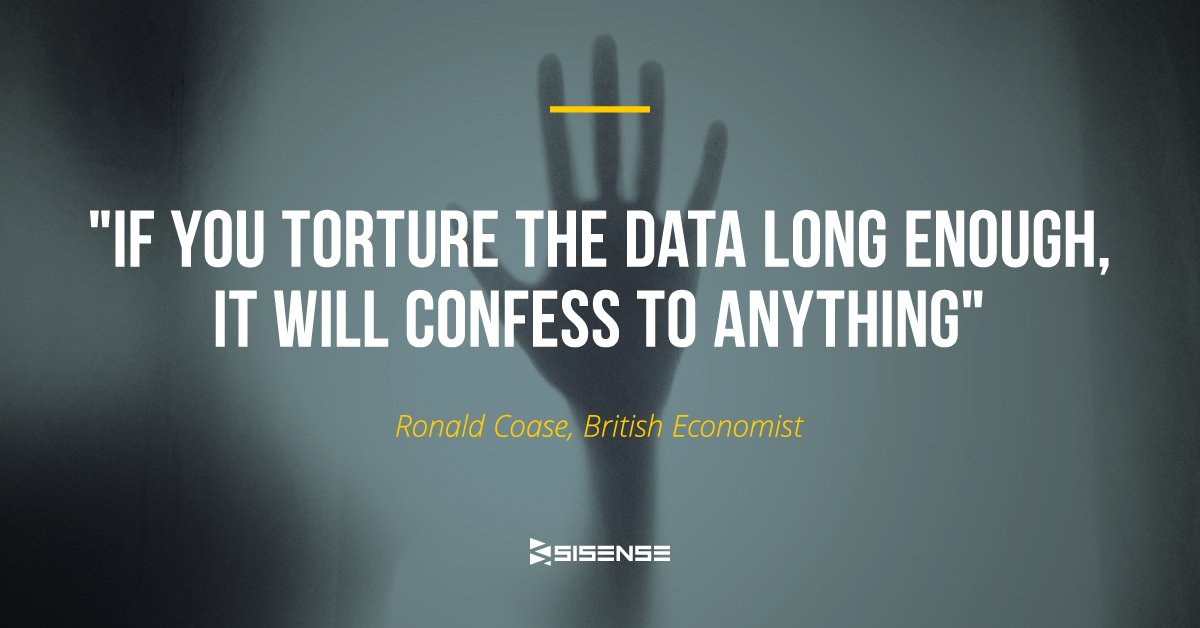 "IF YOU TORTURE THE DATA LONG ENOUGH,
IT WILL CONFESS TO ANYTHING"
Ronald Coase, British Economist
SISENSE